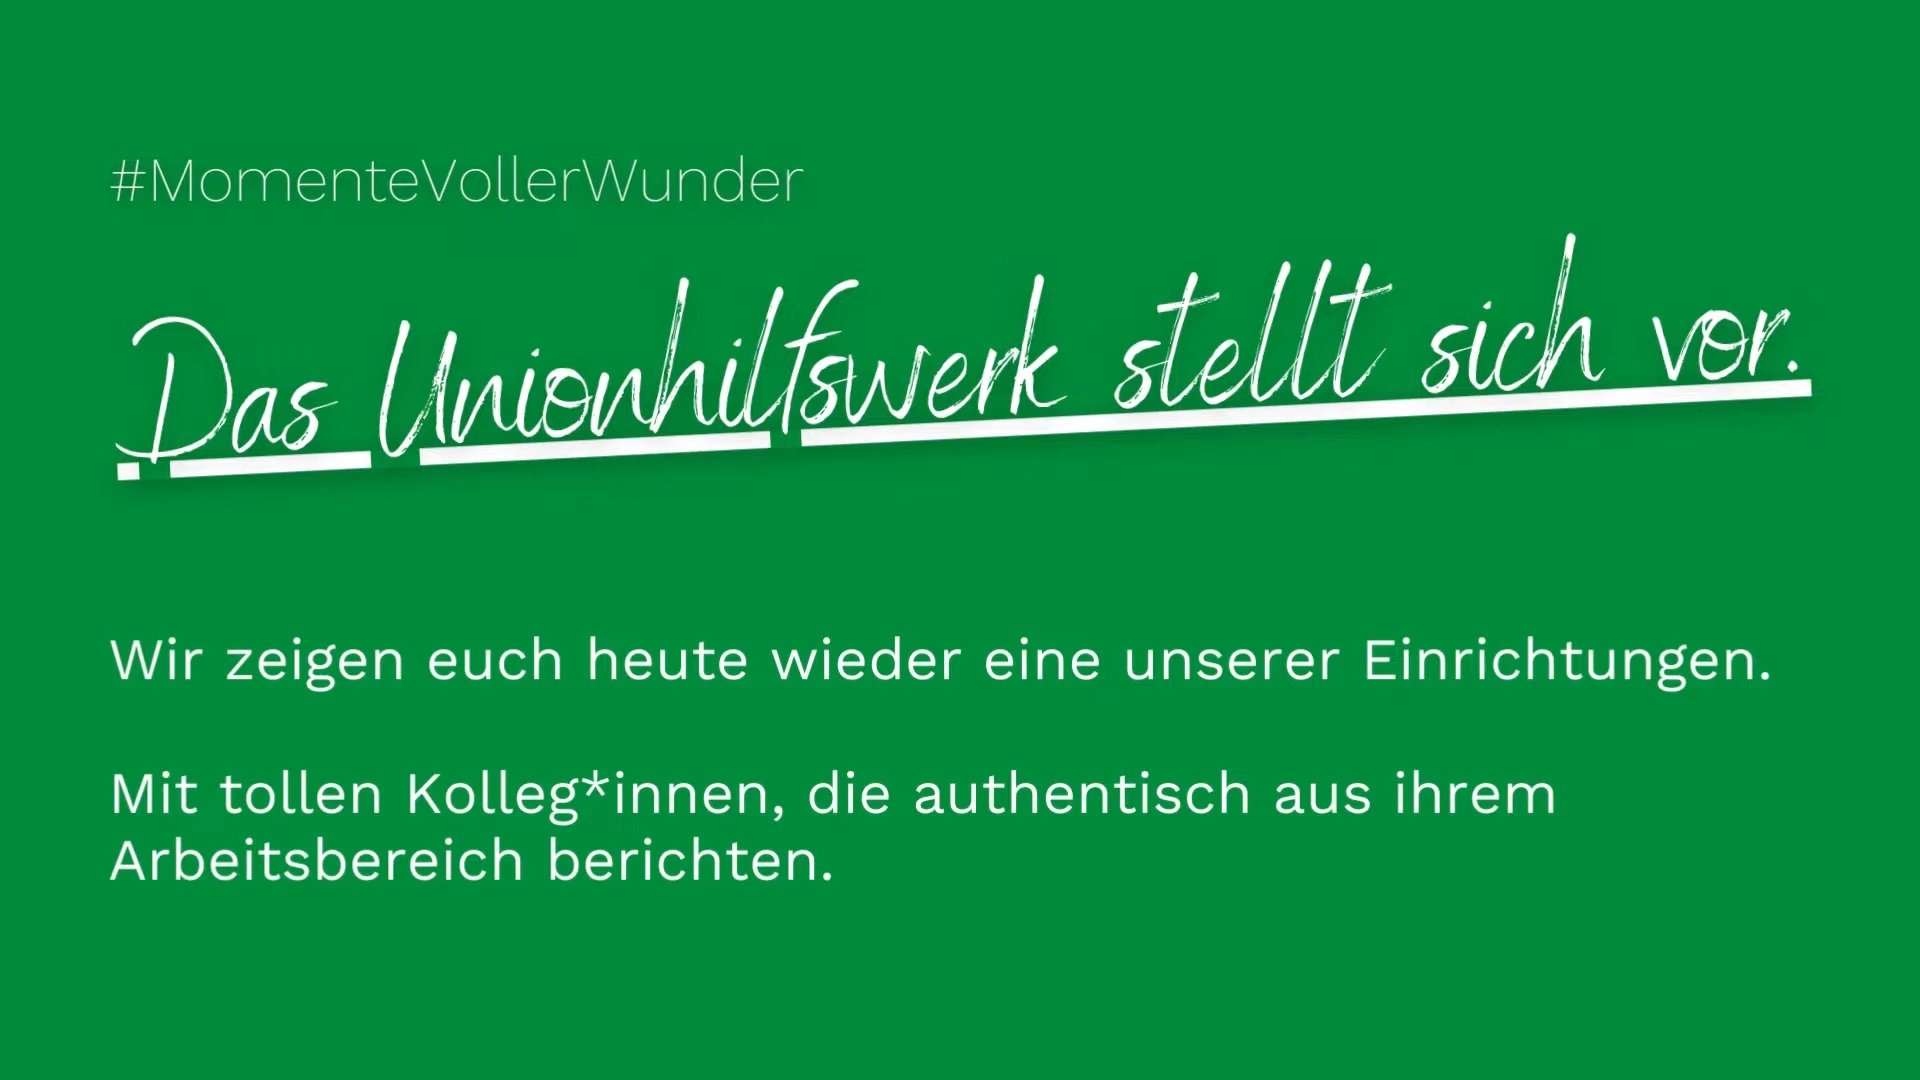 #MomenteVollerWunder
Das Unionhilfswerk stellt sich vor.
Wir zeigen euch heute wieder eine unserer Einrichtungen.
Mit tollen Kolleg*innen, die authentisch aus ihrem
Arbeitsbereich berichten.